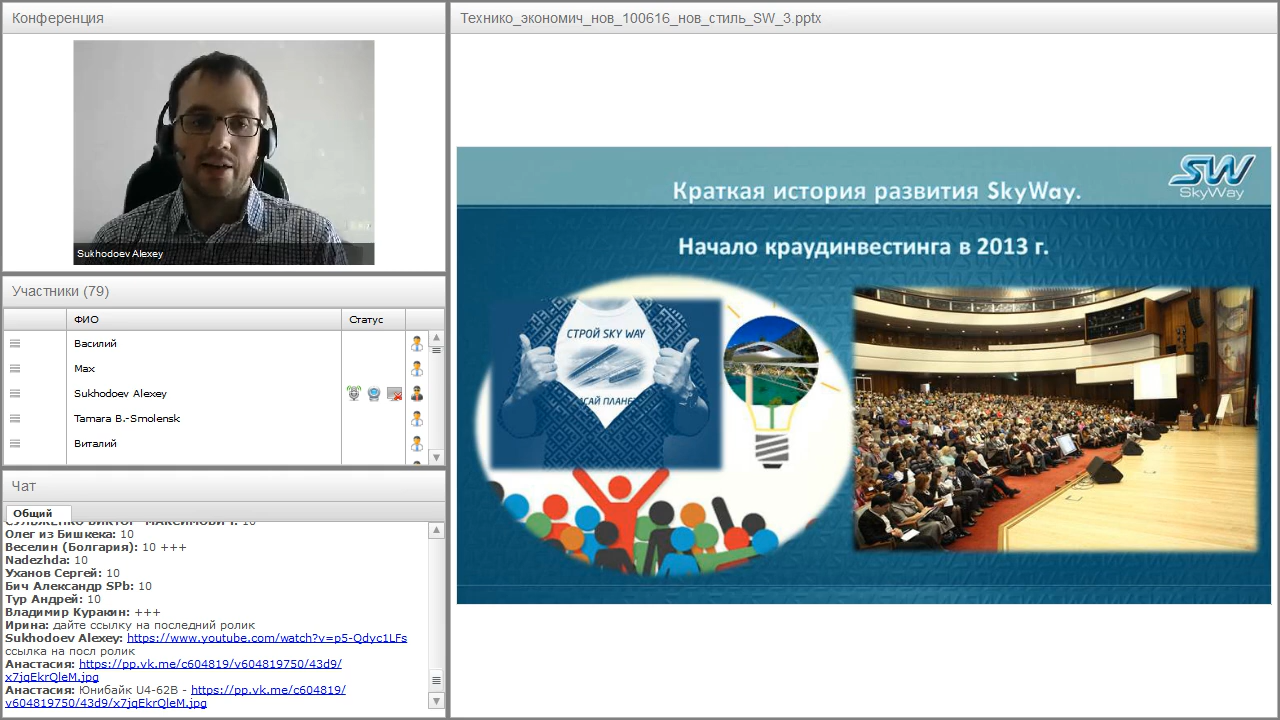 Конференция
Sukhodoev Alexey
Участники (79)
ФИО
Статус
Василий
Max
Sukhodoev Alexey
Tamara B.-Smolensk
Виталий
Чат
Общий
10
Олег из Бишкека: 10
Веселин (Болгария): 10 +++
Nadezhda: 10
Уханов Сергей: 10
Бич Александр SPb: 10
Тур Андрей: 10
Владимир Куракин: +++
Ирина: дайте ссылку на последний ролик
Sukhodoev Alexey: https://www.youtube.com/watch?v=p5-Qdyc1LFs
ссылка на посл ролик
Анастасия: https://pp.vk.me/c604819/v604819750/43d9/
x7jqEkrQleM.jpg
Анастасия: Юнибайк U4-62B - https://pp.vk.me/c604819/
v604819750/43d9/x7jqEkrQleM.jpg
Технико_экономич_нов_100616_нов_стиль_SW_3.pptx
SW
SkyWay
Краткая история развития SkyWay.
Начало краудинвестинга в 2013 г.
СТРОЙ SKY WAY